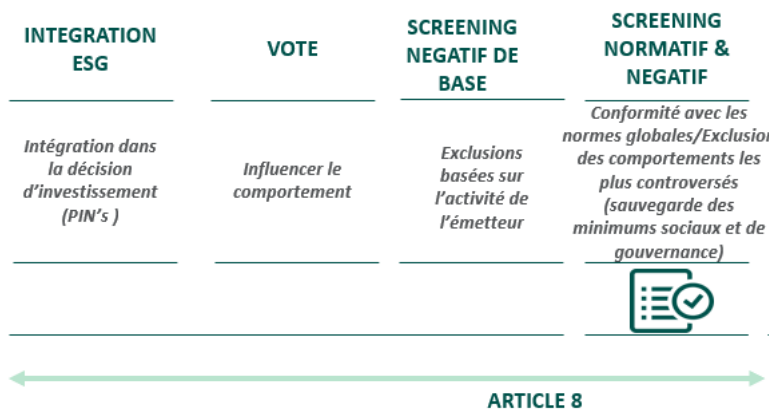 INTEGRATION
ESG
VOTE
SCREENING
NEGATIF DE
BASE
SCREENING
NORMATIF &
NEGATIF
Intégration dans
la décision
d'investissement
(PIN's )
Influencer le
comportement
Exclusions
basées sur
l'activité de
l'émetteur
Conformité avec les
normes globales/Exclusion
des comportements les
plus controversés
(sauvegarde des
minimums sociaux et de
gouvernance)
ARTICLE 8